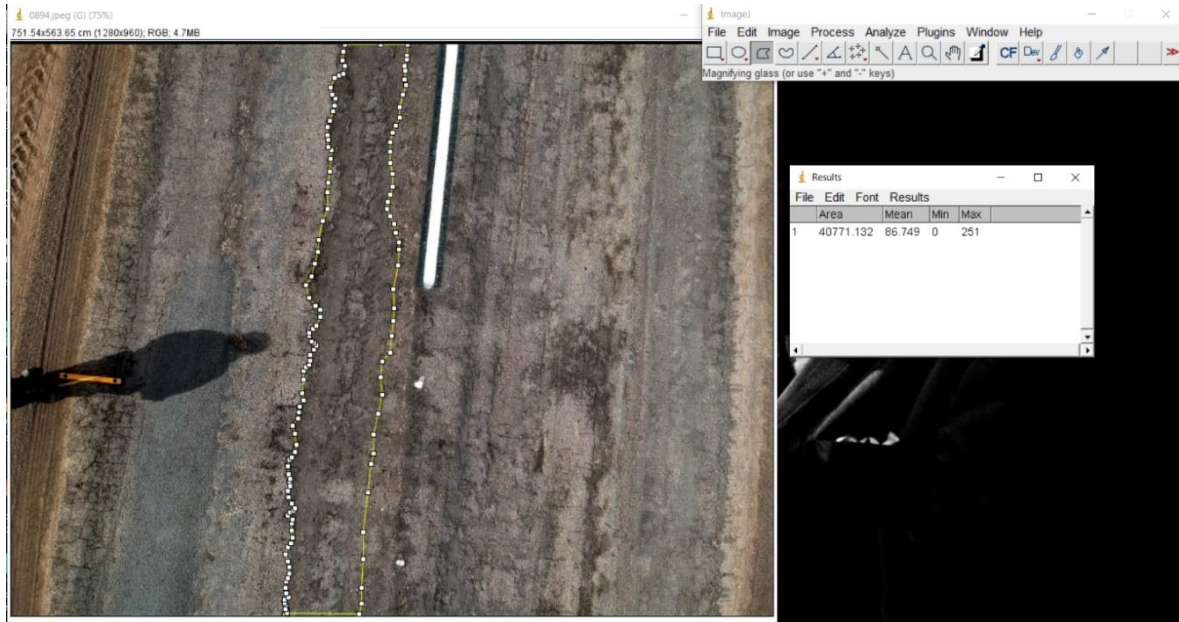 0894.jpeg (G) (75%)
751.54x563.65 cm (1280x960); RGB; 4.7MB
ImageJ
File Edit Image Process Analyze Plugins Window Help
A CF Dev
Magnifying glass (or use "+" and "-" keys)
Results
File Edit Font Results
Area Mean Min Max
1 40771.132 86.749 0 251